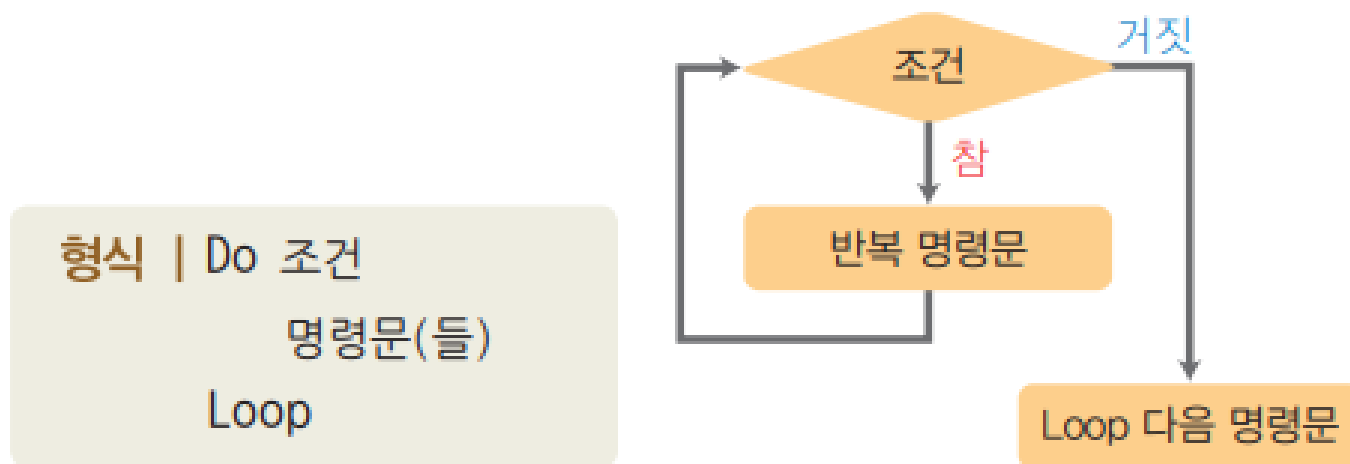 형식 | Do 조건
명령문(들)
Loop
조건
거짓
참
반복 명령문
Loop 다음 명령문